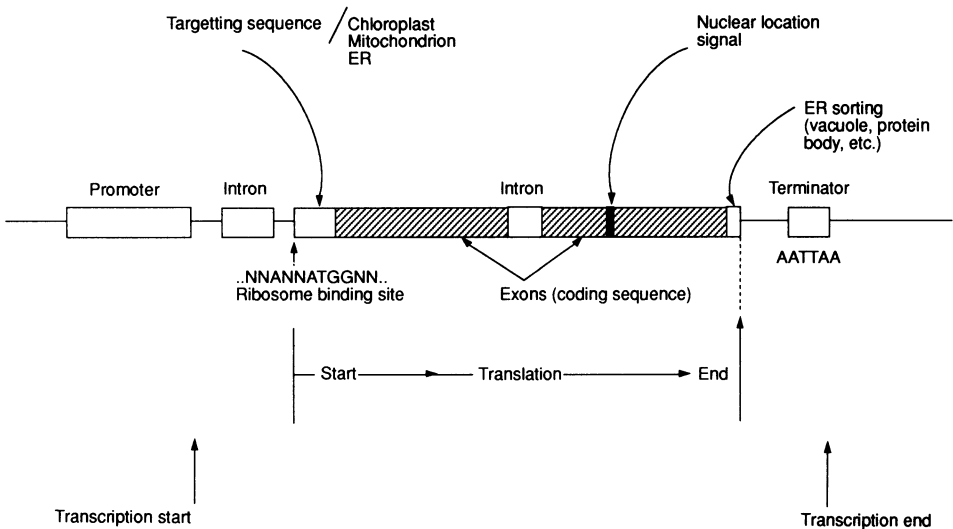 Targetting sequence
Chloroplast
Mitochondrion
ER
Nuclear location
signal
ER sorting
(vacuole, protein
body, etc.)
Promoter
Intron
Intron
Terminator
..NNANNATGGNN..
Ribosome binding site
Exons (coding sequence)
AATTAA
Start
Translation
End
Transcription start
Transcription end